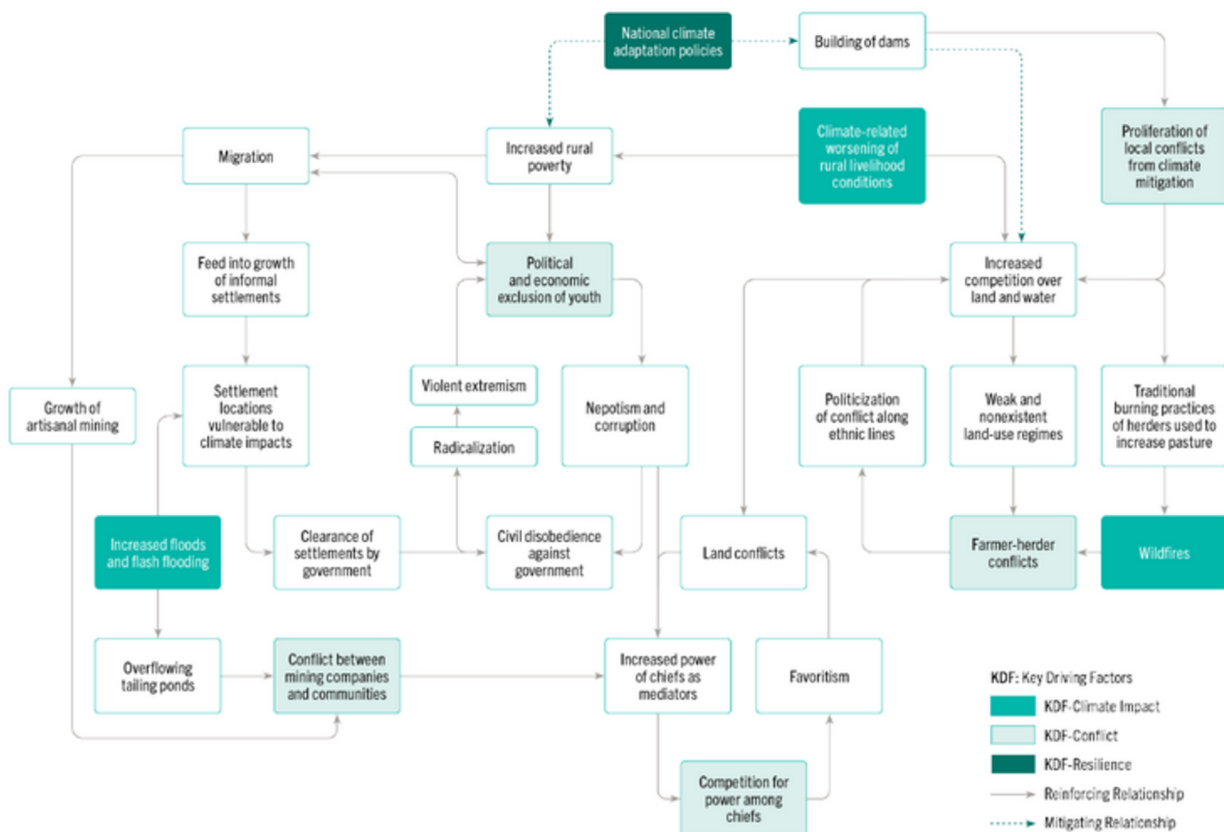 National climate
adaptation policies
Building of dams
Migration
Increased rural
poverty
Climate-related
worsening of
rural livelihood
conditions
Proliferation of
local conflicts
from climate
mitigation
Feed into growth
of informal
settlements
Political
and economic
exclusion of youth
Increased
competition over
land and water
Growth of
artisanal mining
Settlement
locations
vulnerable to
climate impacts
Violent extremism
Radicalization
Nepotism and
corruption
Politicization
of conflict along
ethnic lines
Weak and
nonexistent
land-use regimes
Traditional
burning practices
of herders used to
increase pasture
Increased floods
and flash flooding
Clearance of
settlements by
government
Civil disobedience
against
government
Land conflicts
Farmer-herder
conflicts
Wildfires
Overflowing
tailing ponds
Conflict between
mining companies
and communities
Increased power
of chiefs as
mediators
Favoritism
Competition for
power among
chiefs
KDF: Key Driving Factors
KDF-Climate Impact
KDF-Conflict
KDF-Resilience
Reinforcing Relationship
Mitigating Relationship